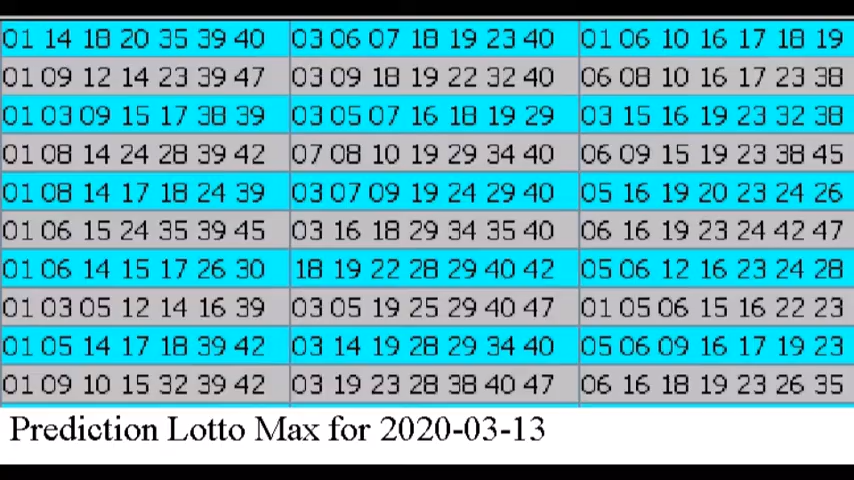 01 14 18 20 35 39 40 03 06 07 18 19 23 40 01 06 10 16 17 18 19
01 09 12 14 23 39 47 03 09 18 19 22 32 40 06 08 10 16 17 23 38
01 03 09 15 17 38 39 03 05 07 16 18 19 29 03 15 16 19 23 32 38
01 08 14 24 28 39 42 07 08 10 19 29 34 40 06 09 15 19 23 38 45
01 08 14 17 18 24 39 03 07 09 19 24 29 40 05 16 19 20 23 24 26
01 06 15 24 35 39 45 03 16 18 29 34 35 40 06 16 19 23 24 42 47
01 06 14 15 17 26 30 18 19 22 28 29 40 42 05 06 12 16 23 24 28
01 03 05 12 14 16 39 03 05 19 25 29 40 47 01 05 06 15 16 22 23
01 05 14 17 18 39 42 03 14 19 28 29 34 40 05 06 09 16 17 19 23
01 09 10 15 32 39 42 03 19 23 28 38 40 47 06 16 18 19 23 26 35
Prediction Lotto Max for 2020-03-13